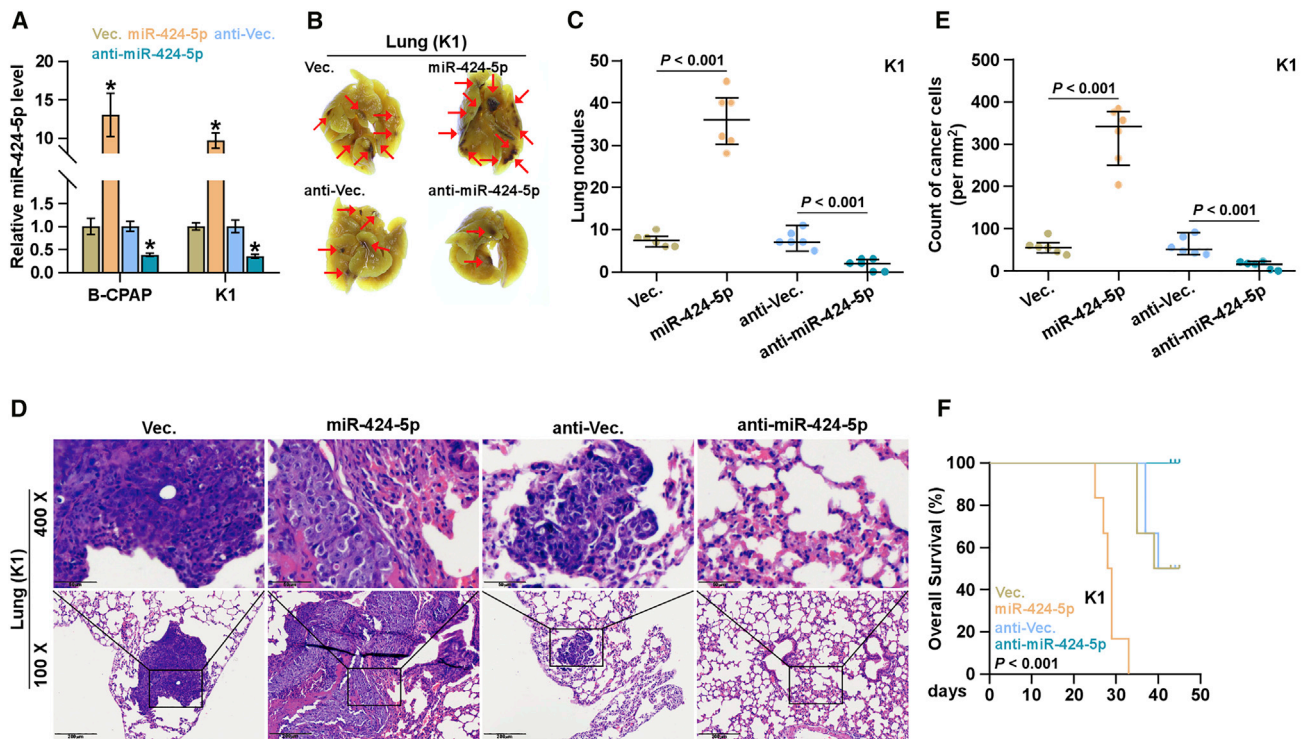 A
Vec. miR-424-5p anti-Vec.
anti-miR-424-5p
Relative miR-424-5p level
20
15
10
1.5
1.0
0.5
0.0
*
*
*
*
B-CPAP
K1
B
Lung (K1)
Vec.
miR-424-5p
anti-Vec.
anti-miR-424-5p
C
K1
Lung nodules
50
40
30
20
10
0
P < 0.001
P < 0.001
Vec.
miR-424-5p
anti-Vec.
anti-miR-424-5p
E
K1
Count of cancer cells
(per mm²)
500
400
300
200
100
0
P < 0.001
P < 0.001
Vec.
miR-424-5p
anti-Vec.
anti-miR-424-5p
D
Vec.
miR-424-5p
anti-Vec.
anti-miR-424-5p
Lung (K1)
400 X
100 X
200μm
200μm
200μm
200μm
F
Overall Survival (%)
100
80
60
40
20
0
Vec.
K1
miR-424-5p
anti-Vec.
anti-miR-424-5p
P < 0.001
days
0
10
20
30
40
50